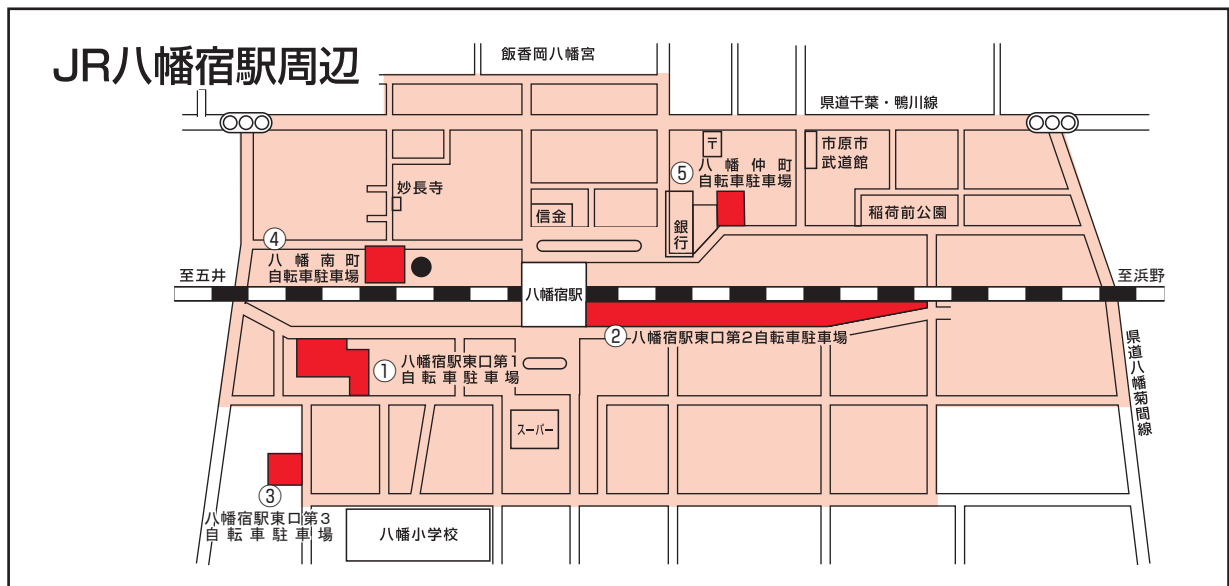 JR八幡宿駅周辺
飯香岡八幡宮
県道千葉・鴨川線
〒
市原市
武道館
⑤
八幡仲町
自転車駐車場
妙長寺
信金
銀行
稲荷前公園
④
八幡南町
自転車駐車場
至五井
八幡宿駅
至浜野
②八幡宿駅東口第2自転車駐車場
①
八幡宿駅東口第1
自転車駐車場
県道八幡菊間線
スーパー
③
八幡宿駅東口第3
自転車駐車場
八幡小学校